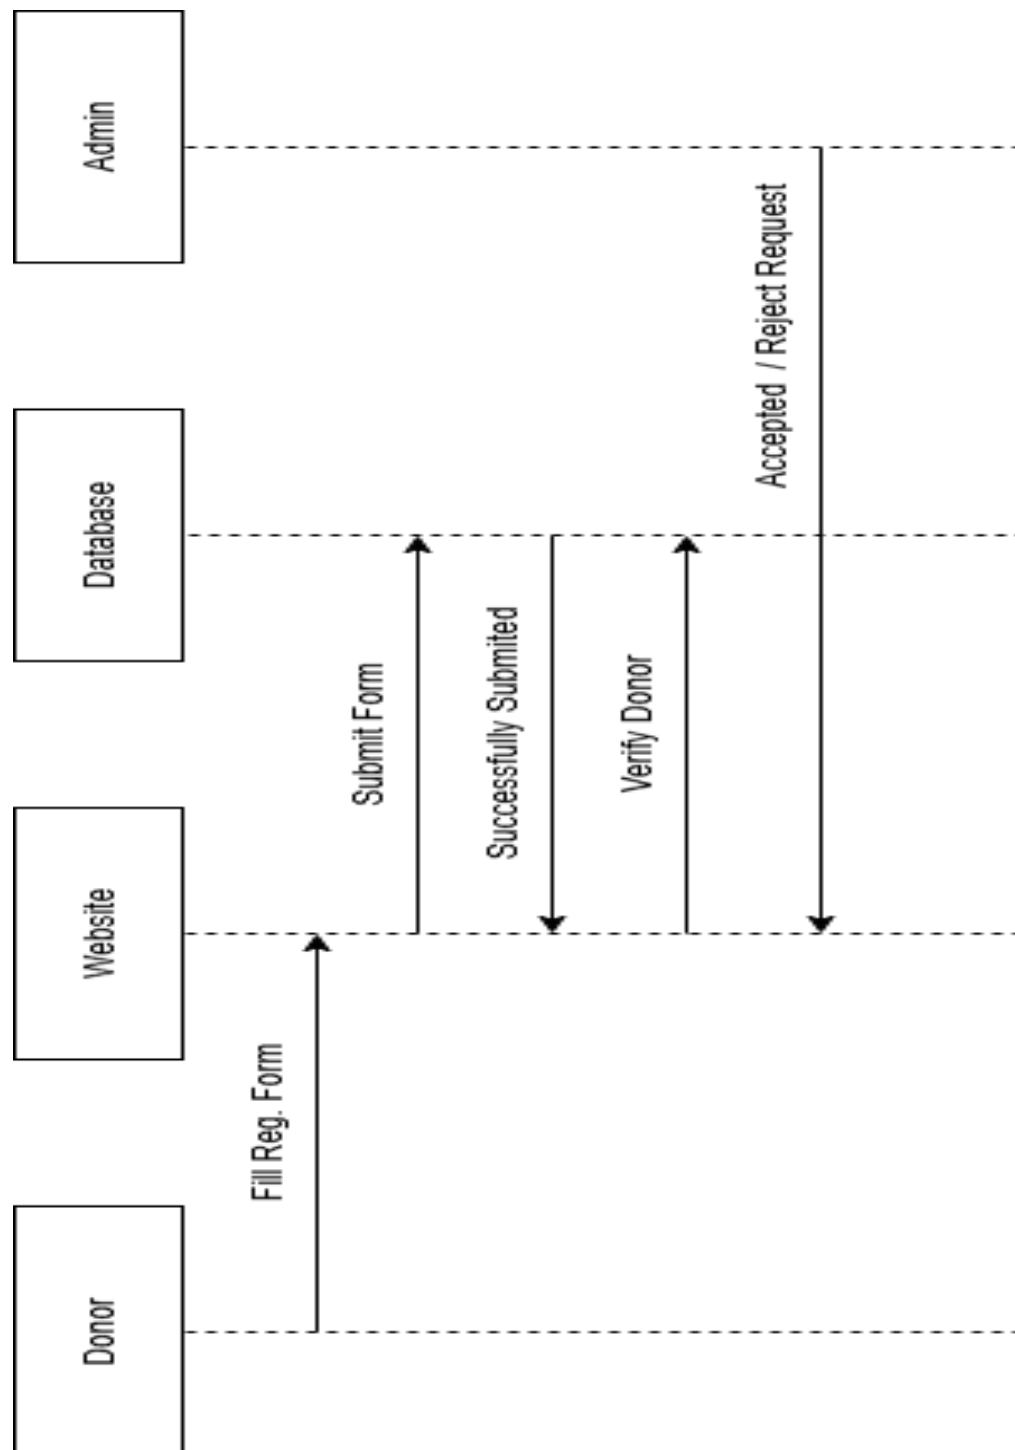 Donor
Website
Database
Admin
Fill Reg. Form
Submit Form
Successfully Submited
Verify Donor
Accepted / Reject Request